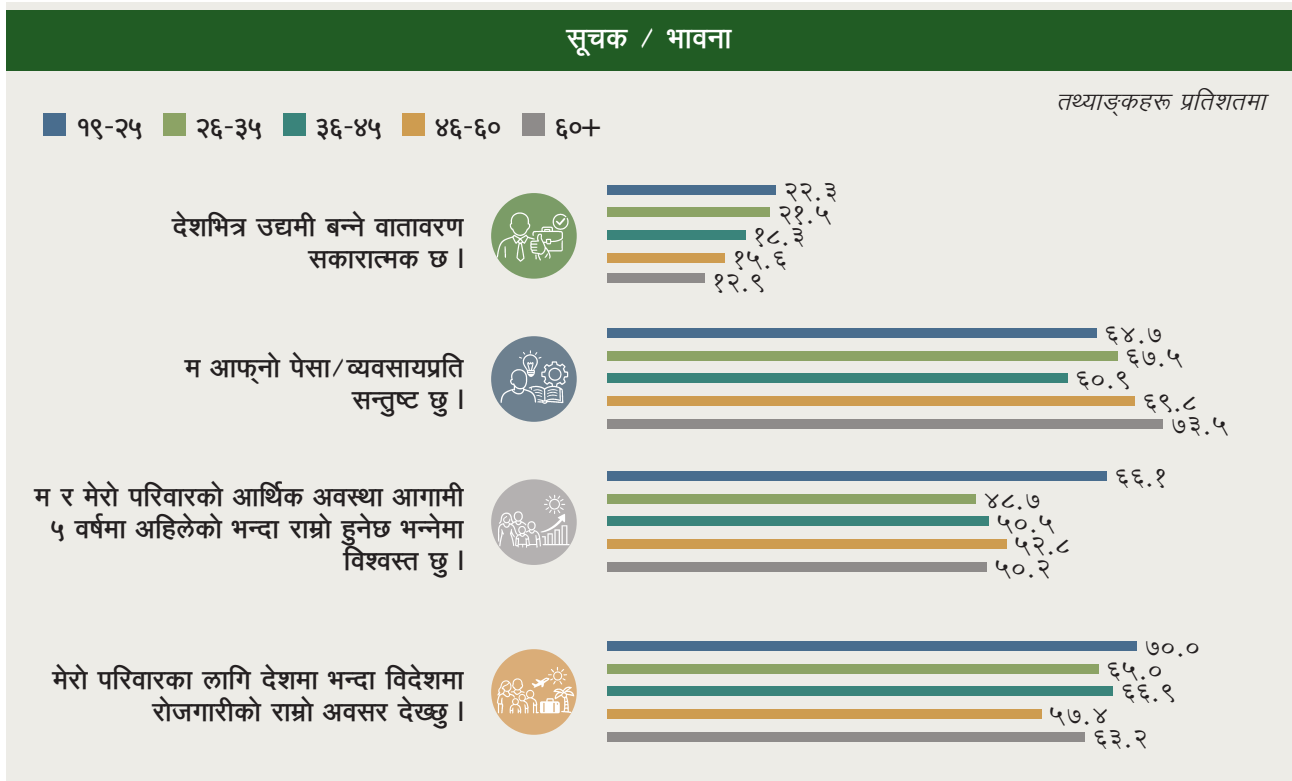 सूचक / भावना
तथ्याङ्कहरू प्रतिशतमा
१९-२५ २६-३५ ३६-४५ ४६-६० ६०+
देशभित्र उद्यमी बन्ने वातावरण
सकारात्मक छ ।
२२.३
२१.५
१८.३
१५.६
१२.९
म आफ्नो पेसा/व्यवसायप्रति
सन्तुष्ट छु ।
६४.७
६७.५
६०.९
६९.८
७३.५
म र मेरो परिवारको आर्थिक अवस्था आगामी
५ वर्षमा अहिलेको भन्दा राम्रो हुनेछ भन्नेमा
विश्वस्त छु ।
६६.१
४८.७
५०.५
५२.८
५०.२
मेरो परिवारका लागि देशमा भन्दा विदेशमा
रोजगारीको राम्रो अवसर देख्छु ।
७०.०
६५.०
६६.९
५७.४
६३.२